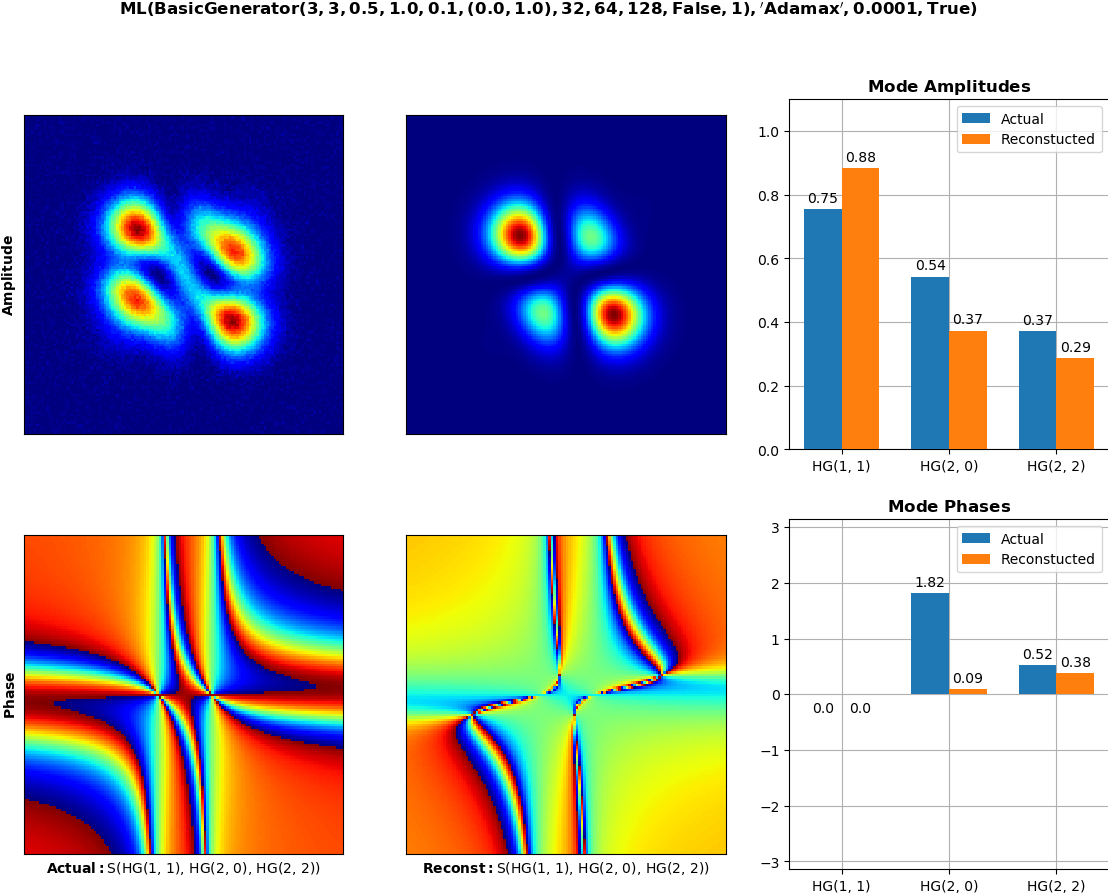 ML(BasicGenerator(3, 3, 0.5, 1.0, 0.1, (0.0, 1.0), 32, 64, 128, False, 1), ′Adamax′, 0.0001, True)
Amplitude
Mode Amplitudes
Actual
Reconstucted
1.0
0.8
0.6
0.4
0.2
0.0
0.75
0.88
0.54
0.37
0.37
0.29
HG(1, 1)
HG(2, 0)
HG(2, 2)
Phase
Actual: S(HG(1, 1), HG(2, 0), HG(2, 2))
Reconst: S(HG(1, 1), HG(2, 0), HG(2, 2))
Mode Phases
Actual
Reconstucted
3
2
1
0
−1
−2
−3
0.0
0.0
1.82
0.09
0.52
0.38
HG(1, 1)
HG(2, 0)
HG(2, 2)